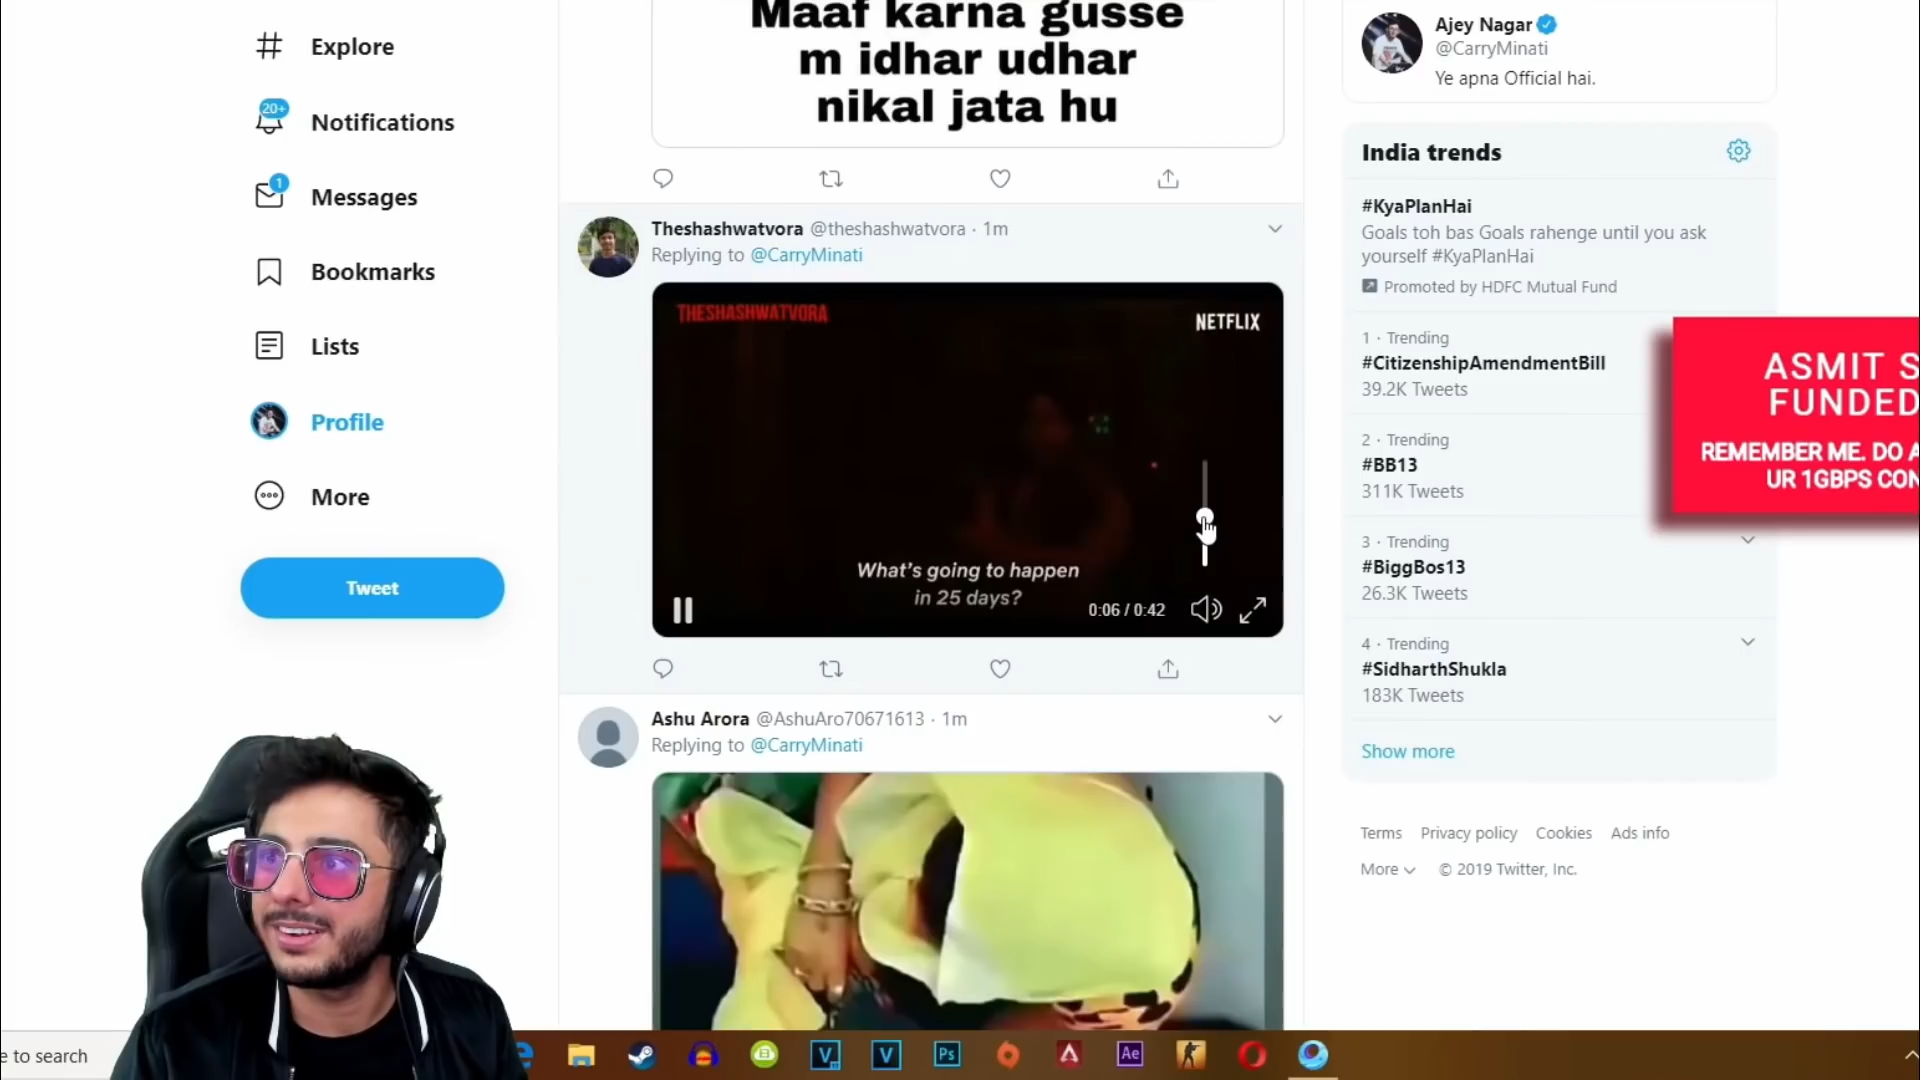 Explore
20+
Notifications
1
Messages
Bookmarks
Lists
Profile
More
Tweet
Maaf karna gusse
m idhar udhar
nikal jata hu
Theshashwatvora @theshashwatvora · 1m
Replying to @CarryMinati
THESHASHWATVORA
NETFLIX
What's going to happen
in 25 days?
0:06 / 0:42
Ashu Arora @AshuAro70671613 · 1m
Replying to @CarryMinati
Ajey Nagar
@CarryMinati
Ye apna Official hai.
India trends
#KyaPlanHai
Goals toh bas Goals rahenge until you ask
yourself #KyaPlanHai
Promoted by HDFC Mutual Fund
1 · Trending
#CitizenshipAmendmentBill
39.2K Tweets
2 · Trending
#BB13
311K Tweets
3 · Trending
#BiggBos13
26.3K Tweets
4 · Trending
#SidharthShukla
183K Tweets
Show more
Terms Privacy policy Cookies Ads info
More © 2019 Twitter, Inc.
ASMIT S
FUNDED
REMEMBER ME. DO A
UR 1GBPS CON
e to search
V V Ps Ae